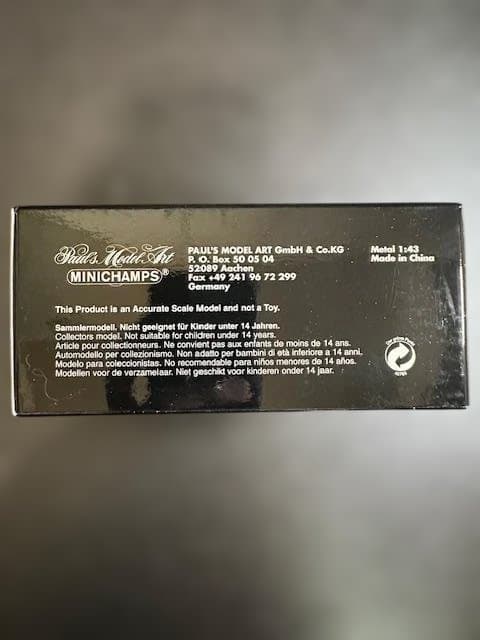 Paul's Model Art
MINICHAMPS®
PAUL'S MODEL ART GmbH & Co.KG
P. O. Box 50 05 04
52089 Aachen
Fax +49 241 96 72 299
Germany
Metal 1:43
Made in China
This Product is an Accurate Scale Model and not a Toy.
Sammlermodell. Nicht geeignet für Kinder unter 14 Jahren.
Collectors model. Not suitable for children under 14 years.
Article pour collectionneurs. Ne convient pas aux enfants de moins de 14 ans.
Automodello per collezionismo. Non adatto per bambini di età inferiore a 14 anni,
Modelo para coleccionistas. No recomendable para niños menores de 14 años.
Modellen voor de verzamelaar. Niet geschikt voor kinderen onder 14 jaar.
Der grüne Punkt